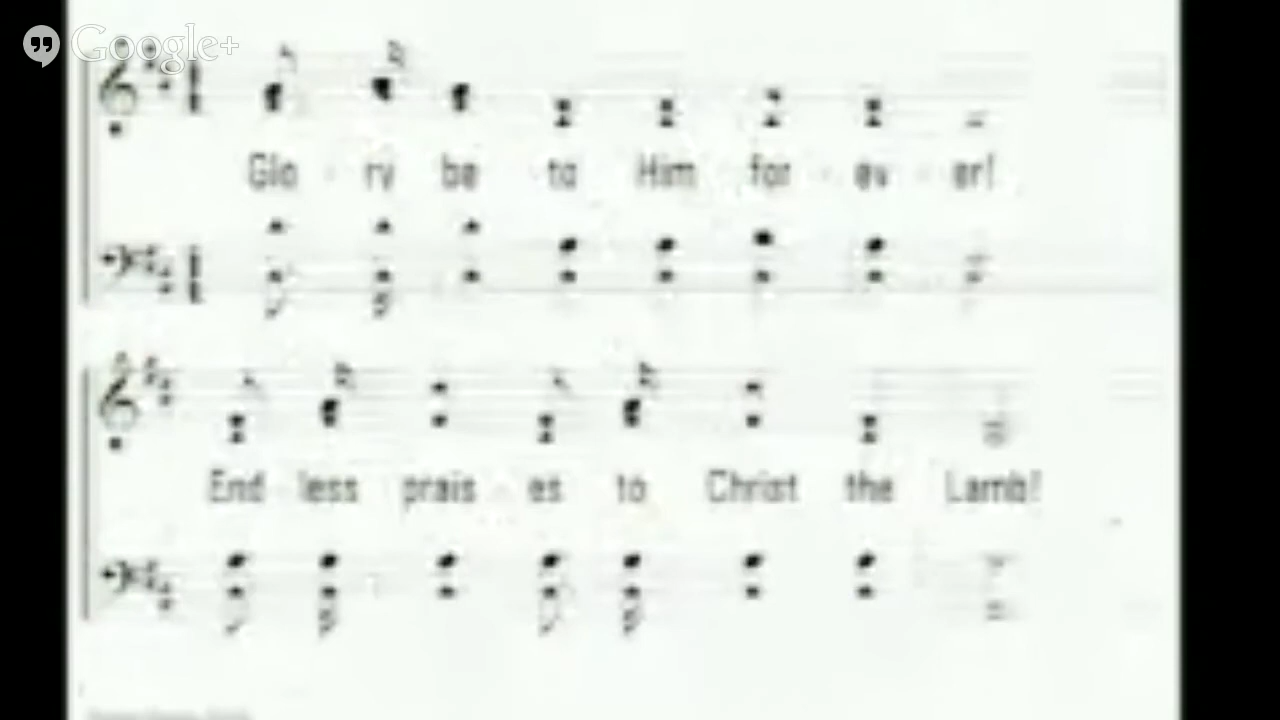 Google+
Glo - ry be - to Him for - ev - er!
End - less prais - es to Christ the Lamb!